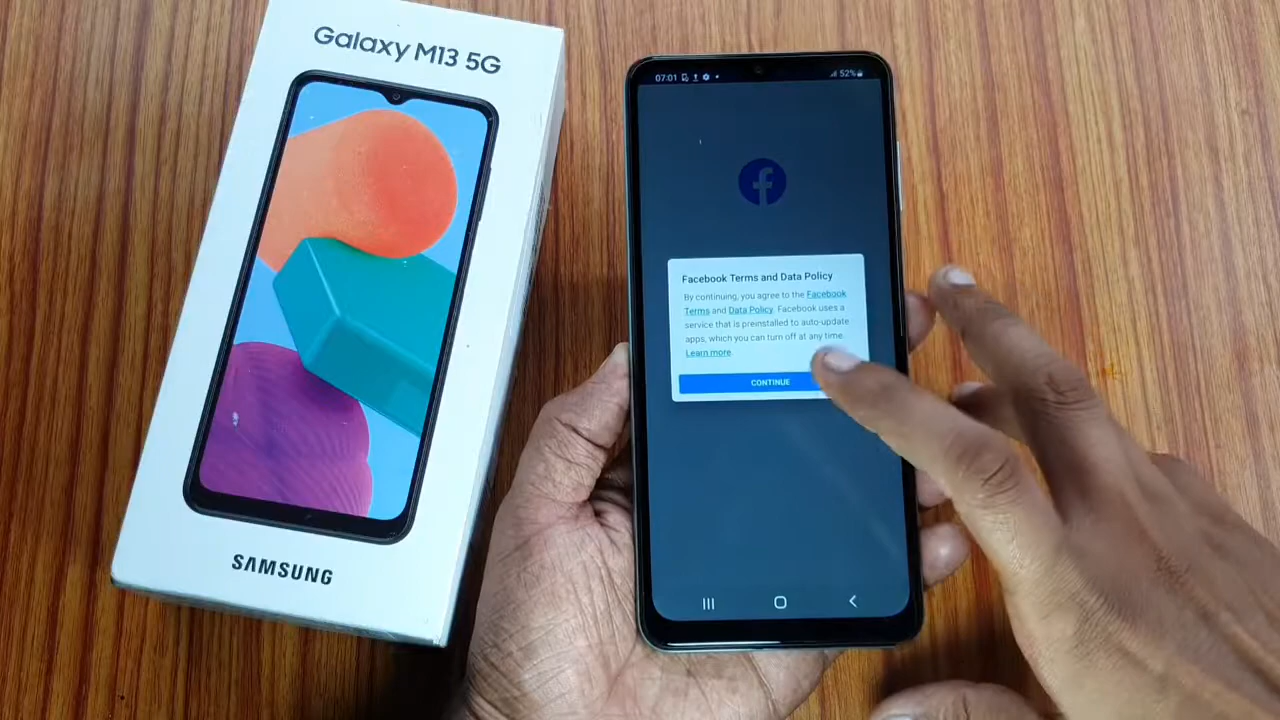 Galaxy M13 5G
SAMSUNG
07:01
52%
Facebook Terms and Data Policy
By continuing, you agree to the Facebook
Terms and Data Policy. Facebook uses a
service that is preinstalled to auto-update
apps, which you can turn off at any time.
Learn more.
CONTINUE